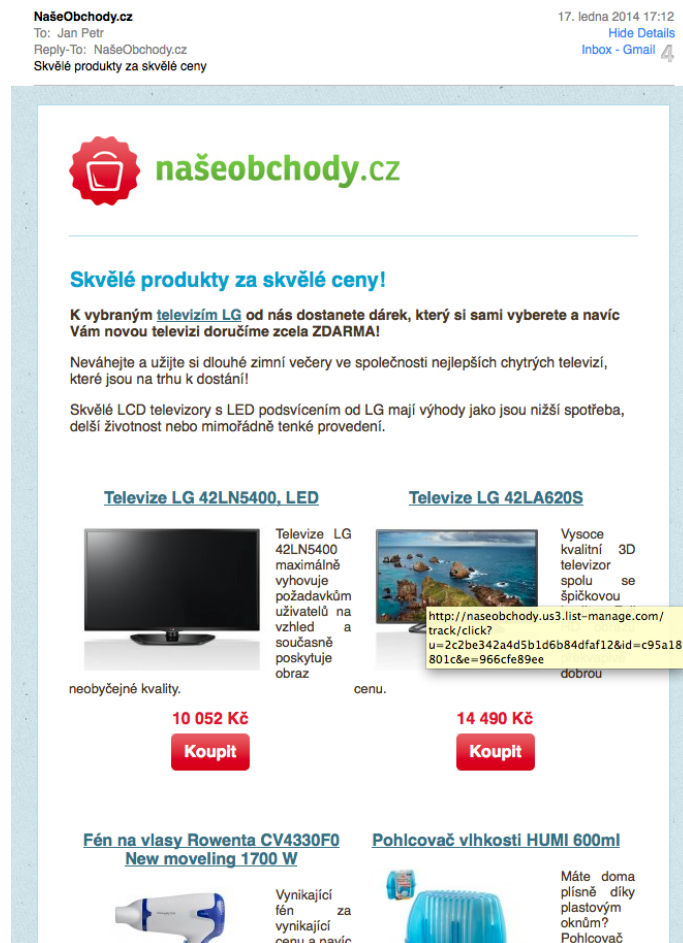 NašeObchody.cz
17. ledna 2014 17:12
To: Jan Petr
Hide Details
Reply-To: NašeObchody.cz
Inbox - Gmail 4
Skvělé produkty za skvělé ceny
našeobchody.cz
Skvělé produkty za skvělé ceny!
K vybraným televizím LG od nás dostanete dárek, který si sami vyberete a navíc
Vám novou televizi doručíme zcela ZDARMA!
Neváhejte a užijte si dlouhé zimní večery ve společnosti nejlepších chytrých televizí,
které jsou na trhu k dostání!
Skvělé LCD televizory s LED podsvícením od LG mají výhody jako jsou nižší spotřeba,
delší životnost nebo mimořádně tenké provedení.
Televize LG 42LN5400, LED
Televize LG
42LN5400
maximálně
vyhovuje
požadavkům
uživatelů na
vzhled a
současně
poskytuje
obraz
neobyčejné kvality.
10 052 Kč
Koupit
Televize LG 42LA620S
Vysoce
kvalitní 3D
televizor
spolu se
špičkovou
http://naseobchody.us3.list-manage.com/
track/click?
u=2c2be342a4d5b1d6b84dfaf12&id=c95a18
801c&e=966cfe89ee
dobrou
cenu.
14 490 Kč
Koupit
Fén na vlasy Rowenta CV4330F0
New moveling 1700 W
Vynikající
fén za
vynikající
cenu a navíc
Pohlcovač vlhkosti HUMI 600ml
Máte doma
plísně díky
plastovým
oknům?
Pohlcovač